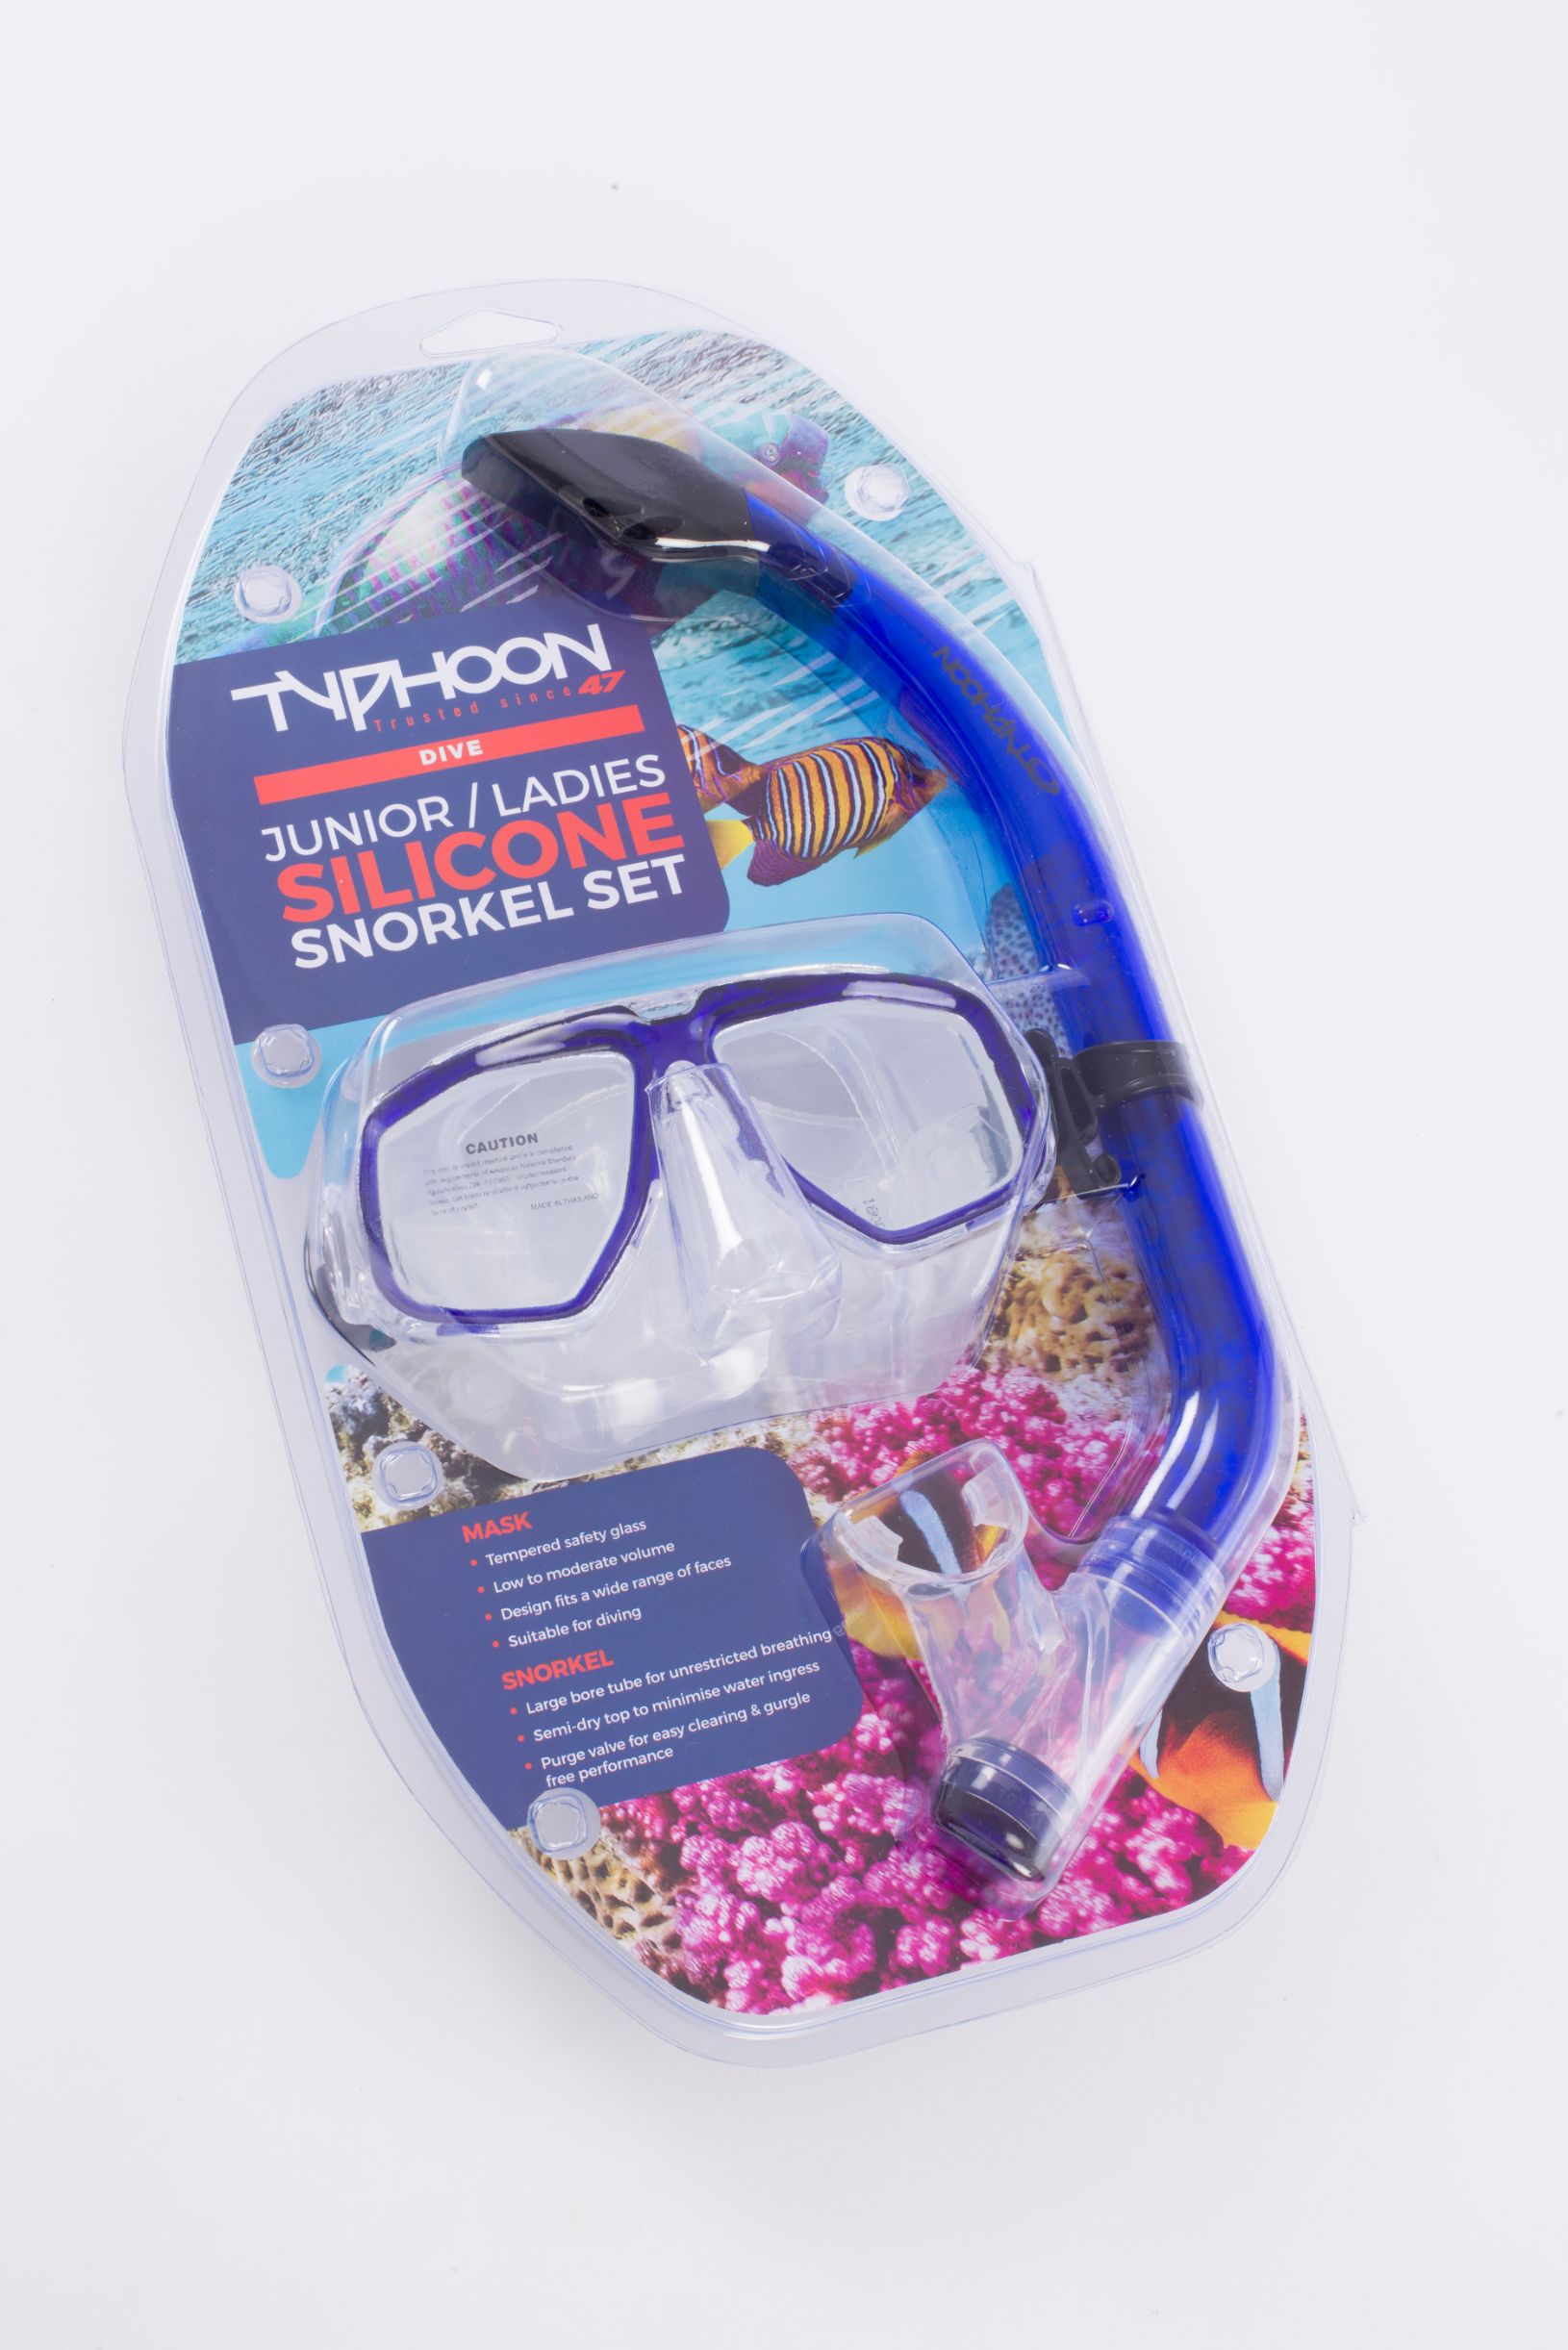 TYPHOON
Trusted since 47
DIVE
JUNIOR / LADIES
SILICONE
SNORKEL SET
TYPHOON
CAUTION
MADE IN THAILAND
MASK
• Tempered safety glass
• Low to moderate volume
• Design fits a wide range of faces
• Suitable for diving
SNORKEL
• Large bore tube for unrestricted breathing
• Semi-dry top to minimise water ingress
• Purge valve for easy clearing & gurgle
free performance